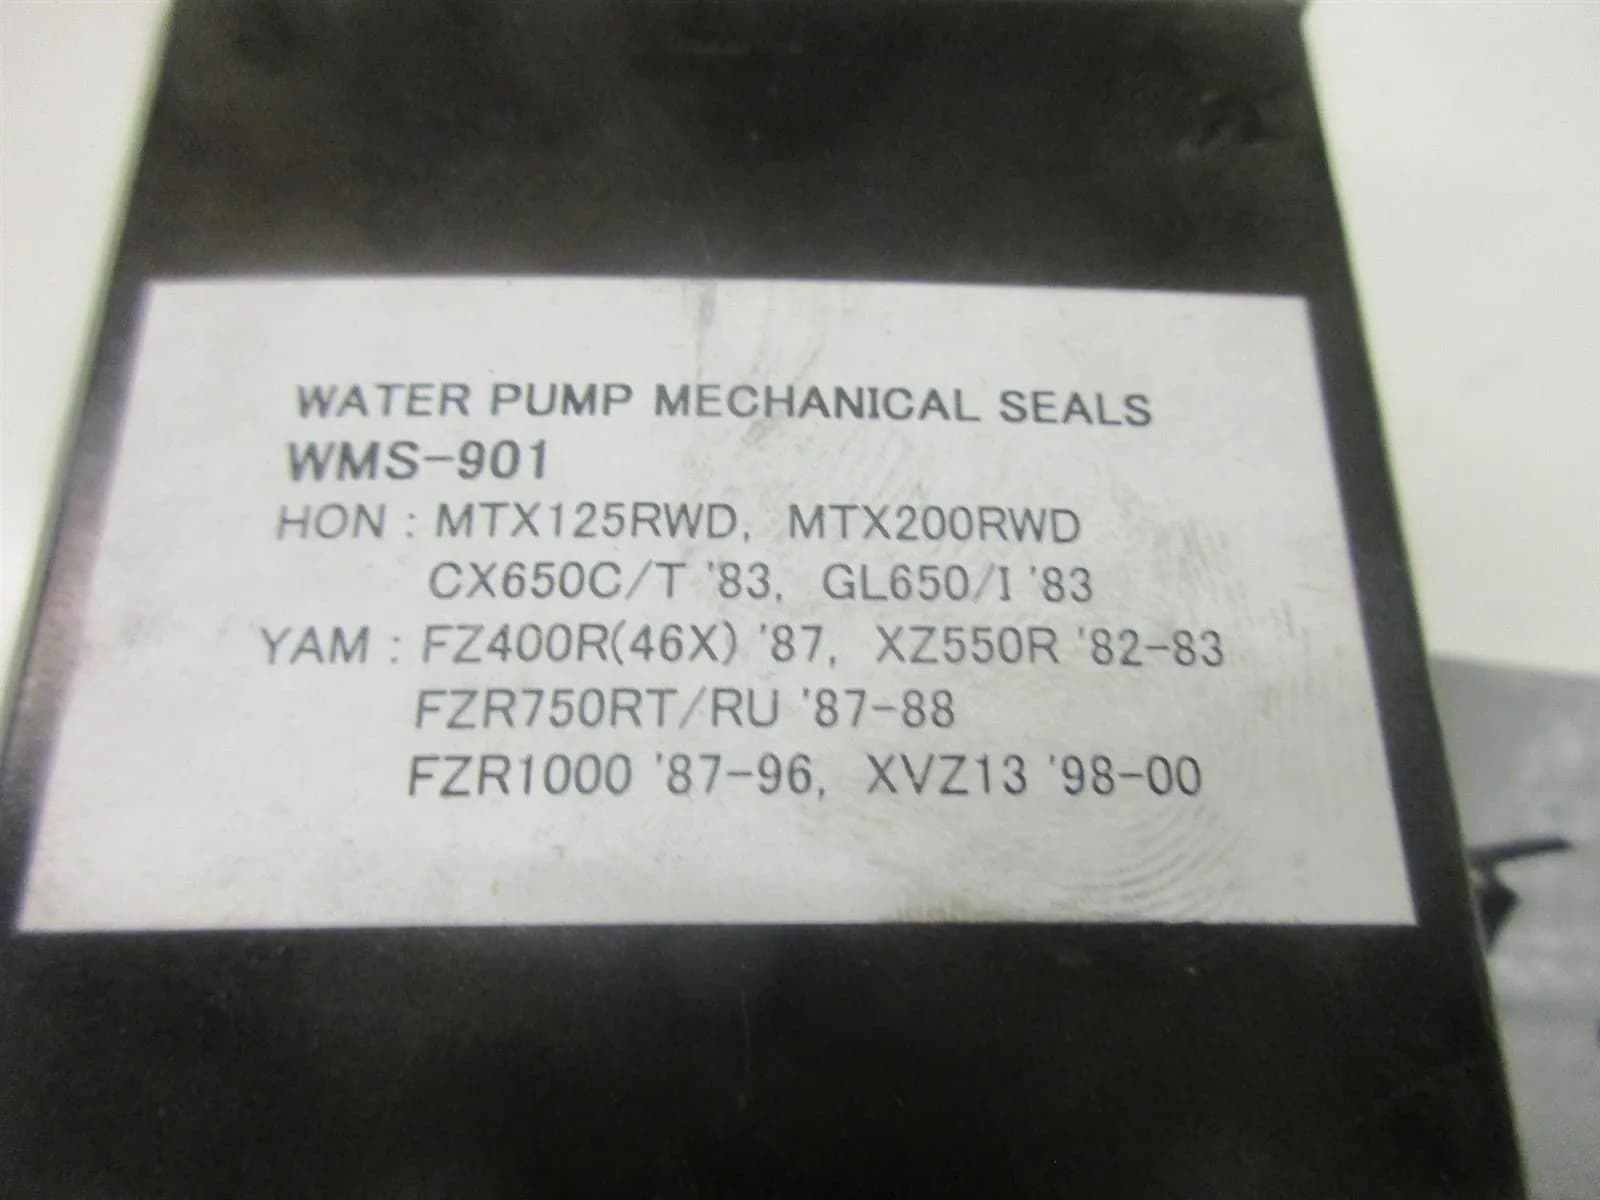 WATER PUMP MECHANICAL SEALS
WMS-901
HON : MTX125RWD, MTX200RWD
CX650C/T '83, GL650/I '83
YAM : FZ400R(46X) '87, XZ550R '82-83
FZR750RT/RU '87-88
FZR1000 '87-96, XVZ13 '98-00